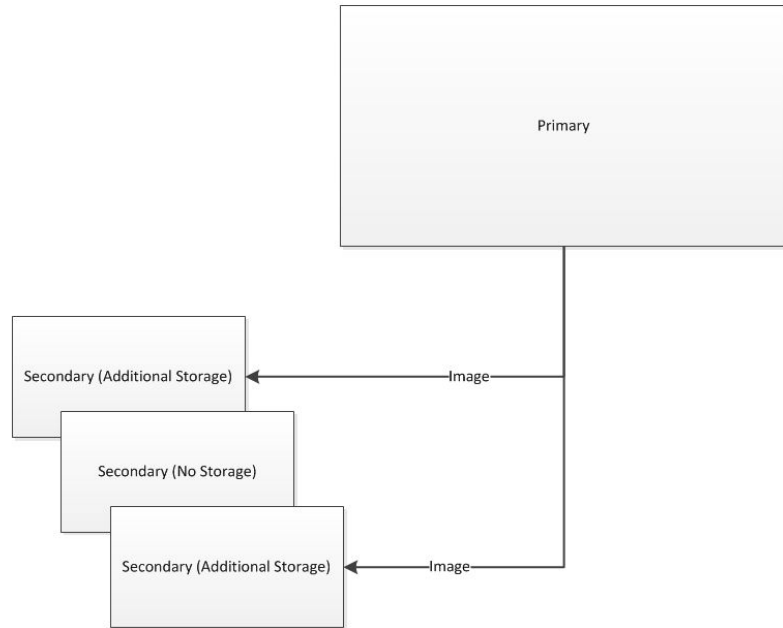 Primary
Secondary (Additional Storage)
Image
Secondary (No Storage)
Secondary (Additional Storage)
Image